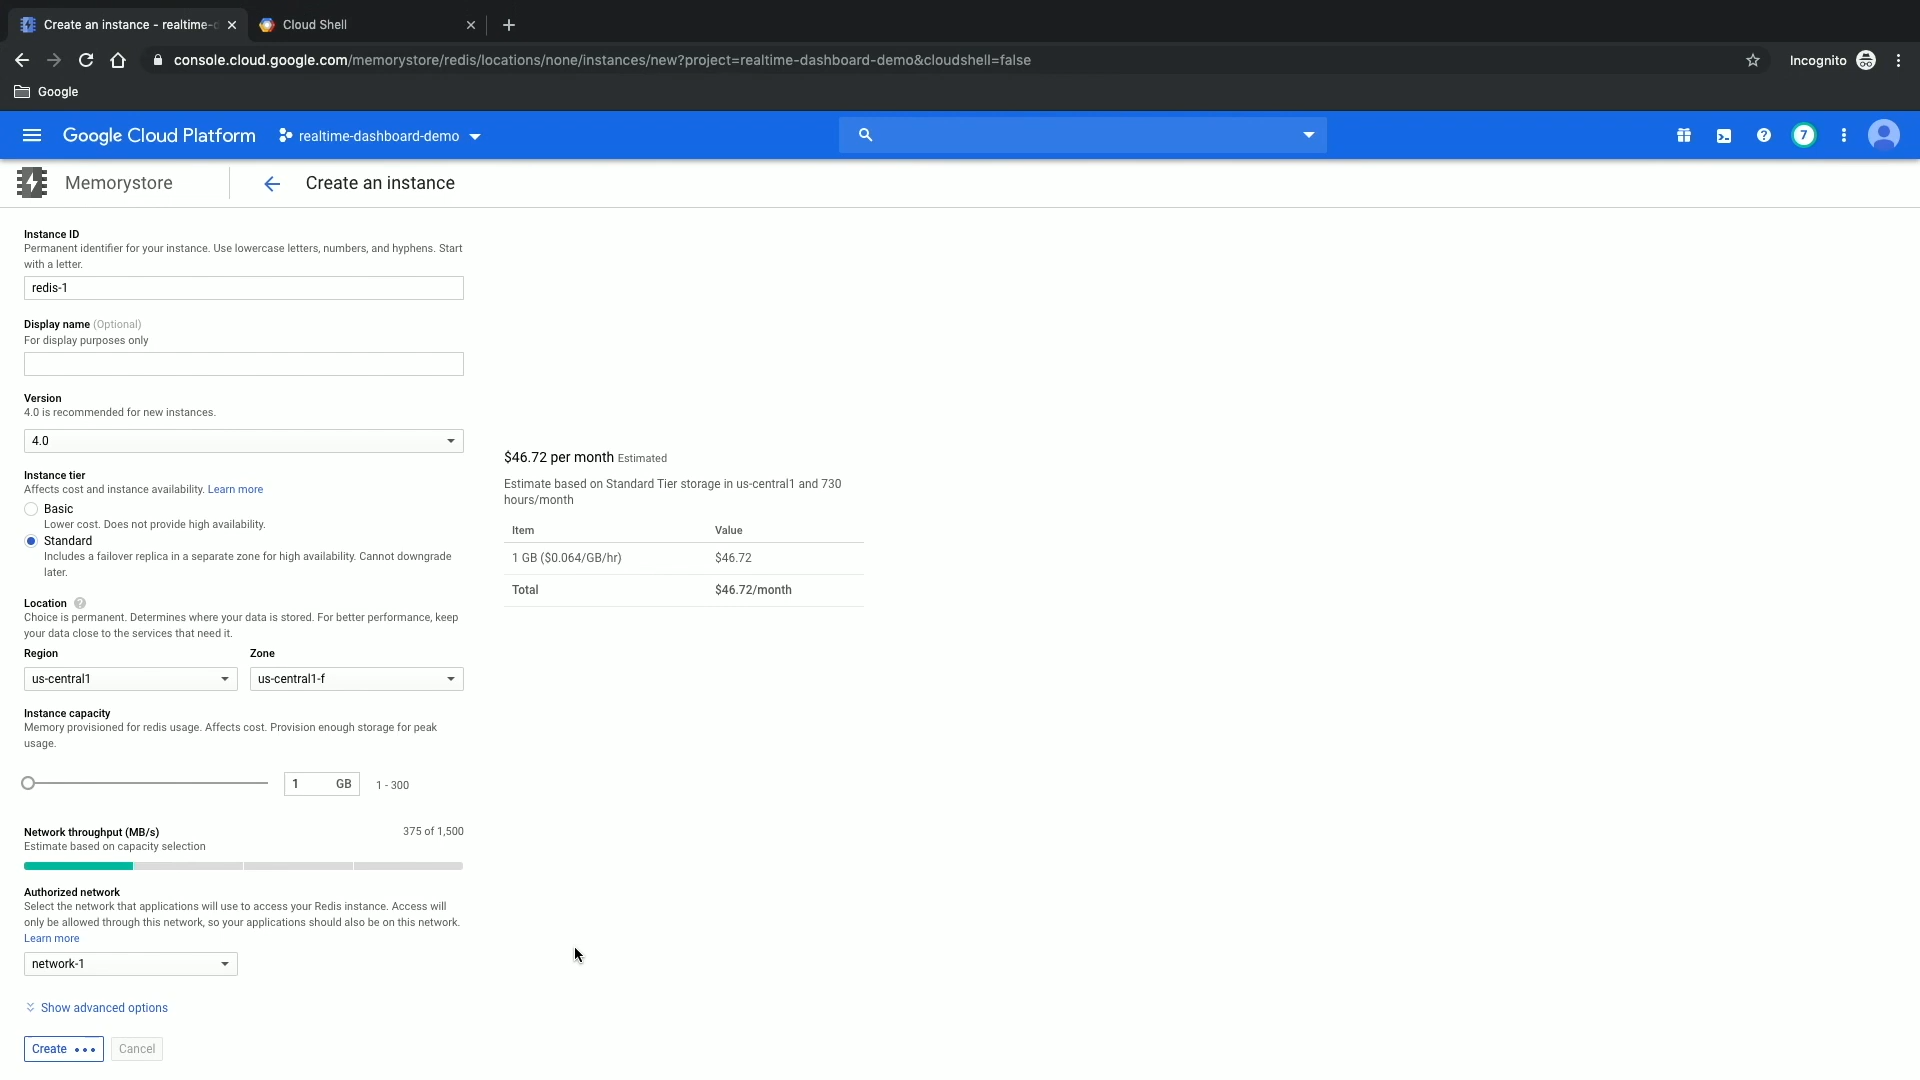 Create an instance - realtime-d
Cloud Shell
console.cloud.google.com/memorystore/redis/locations/none/instances/new?project=realtime-dashboard-demo&cloudshell=false
Incognito
Google
Google Cloud Platform
realtime-dashboard-demo
7
Memorystore
Create an instance
Instance ID
Permanent identifier for your instance. Use lowercase letters, numbers, and hyphens. Start
with a letter.
redis-1
Display name (Optional)
For display purposes only
Version
4.0 is recommended for new instances.
4.0
Instance tier
Affects cost and instance availability. Learn more
Basic
Lower cost. Does not provide high availability.
Standard
Includes a failover replica in a separate zone for high availability. Cannot downgrade
later.
Location ?
Choice is permanent. Determines where your data is stored. For better performance, keep
your data close to the services that need it.
Region
Zone
us-central1
us-central1-f
Instance capacity
Memory provisioned for redis usage. Affects cost. Provision enough storage for peak
usage.
1 GB
1 - 300
Network throughput (MB/s)
375 of 1,500
Estimate based on capacity selection
Authorized network
Select the network that applications will use to access your Redis instance. Access will
only be allowed through this network, so your applications should also be on this network.
Learn more
network-1
Show advanced options
Create
Cancel
$46.72 per month Estimated
Estimate based on Standard Tier storage in us-central1 and 730
hours/month
Item
Value
1 GB ($0.064/GB/hr)
$46.72
Total
$46.72/month